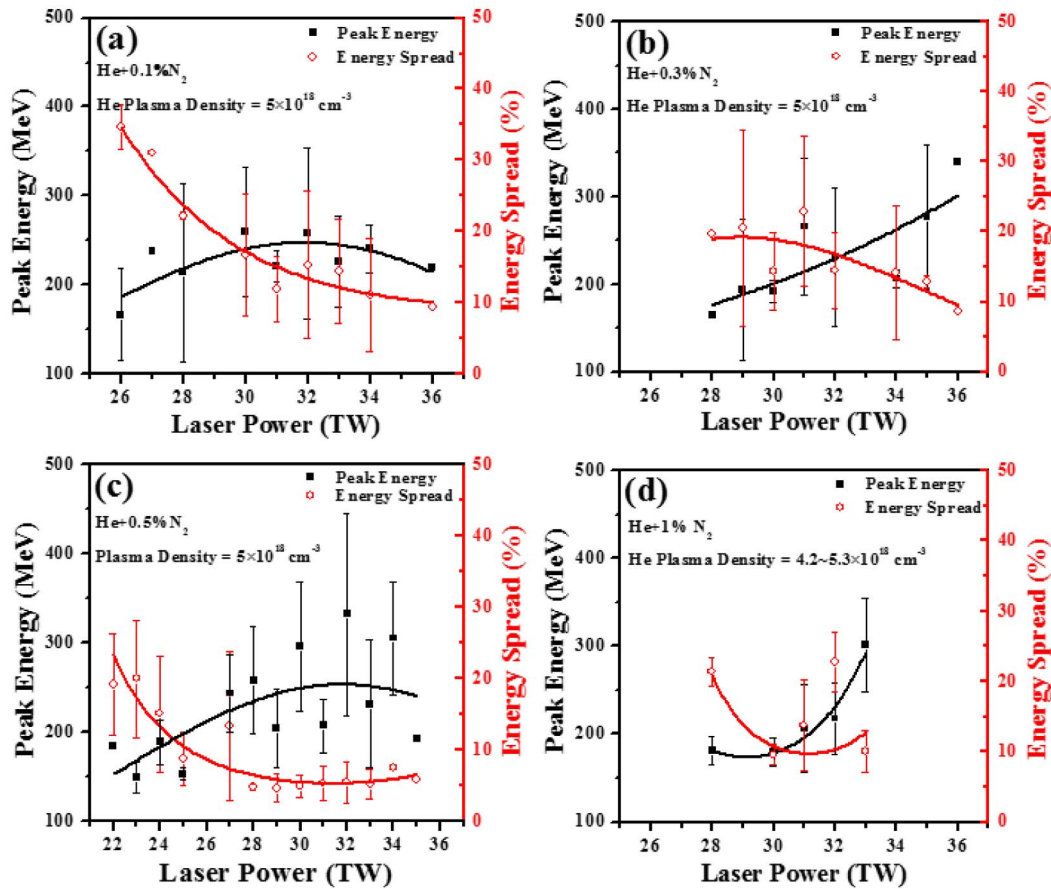 (a)
Peak Energy
Energy Spread
He+0.1%N₂
He Plasma Density = 5×10¹⁸ cm⁻³
Peak Energy (MeV)
500
400
300
200
100
50
40
30
20
10
0
Energy Spread (%)
26 28 30 32 34 36
Laser Power (TW)
(b)
Peak Energy
Energy Spread
He+0.3%N₂
He Plasma Density = 5×10¹⁸ cm⁻³
Peak Energy (MeV)
500
400
300
200
100
50
40
30
20
10
0
Energy Spread (%)
26 28 30 32 34 36
Laser Power (TW)
(c)
Peak Energy
Energy Spread
He+0.5%N₂
Plasma Density = 5×10¹⁸ cm⁻³
Peak Energy (MeV)
500
400
300
200
100
50
40
30
20
10
0
Energy Spread (%)
22 24 26 28 30 32 34 36
Laser Power (TW)
(d)
Peak Energy
Energy Spread
He+1% N₂
He Plasma Density = 4.2~5.3×10¹⁸ cm⁻³
Peak Energy (MeV)
500
400
300
200
100
50
40
30
20
10
0
Energy Spread (%)
26 28 30 32 34 36
Laser Power (TW)